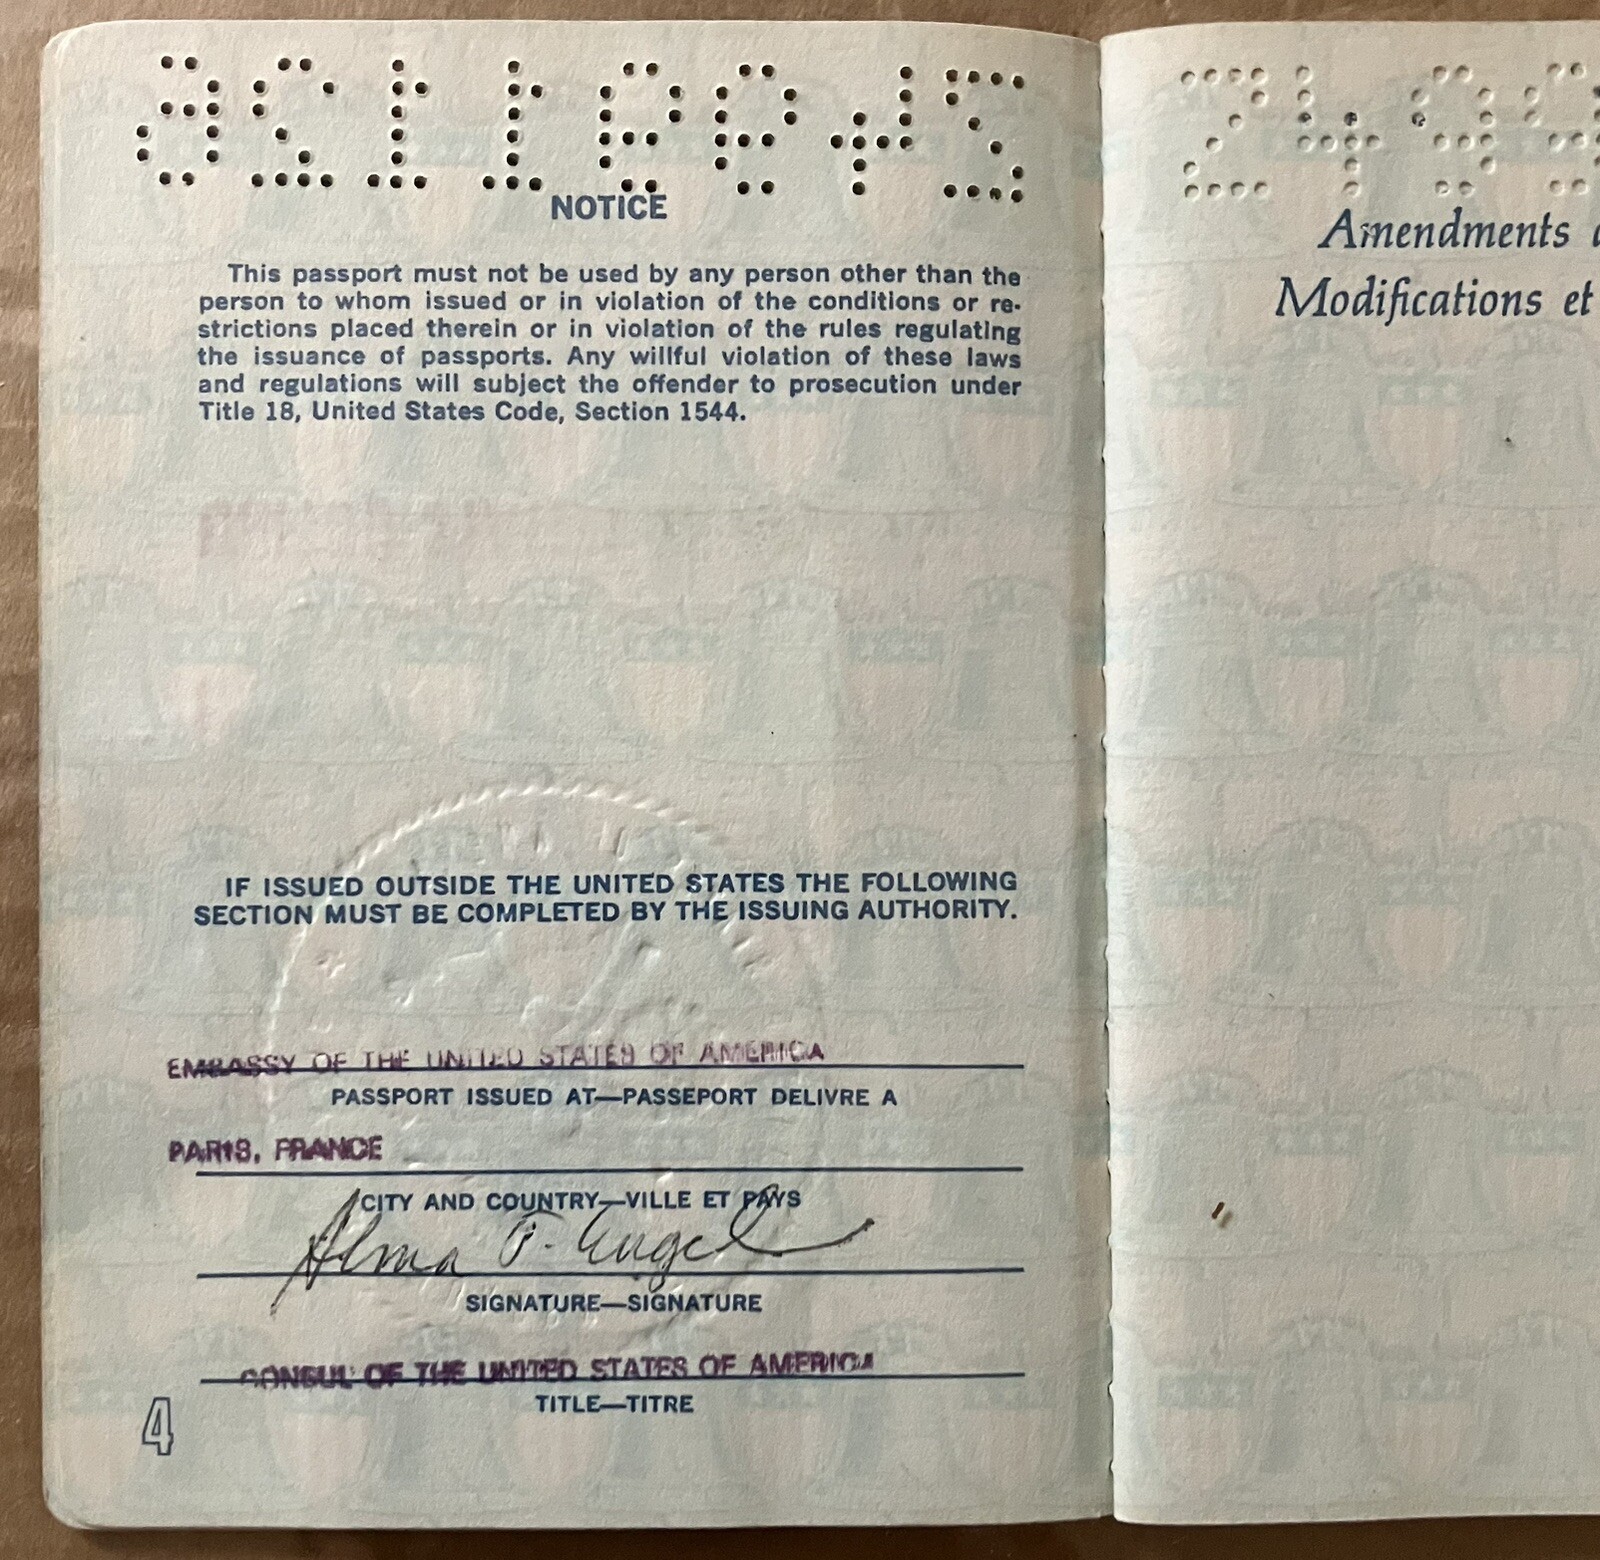 Z4991126
NOTICE
This passport must not be used by any person other than the
person to whom issued or in violation of the conditions or re-
strictions placed therein or in violation of the rules regulating
the issuance of passports. Any willful violation of these laws
and regulations will subject the offender to prosecution under
Title 18, United States Code, Section 1544.
IF ISSUED OUTSIDE THE UNITED STATES THE FOLLOWING
SECTION MUST BE COMPLETED BY THE ISSUING AUTHORITY.
EMBASSY OF THE UNITED STATES OF AMERICA
PASSPORT ISSUED AT—PASSEPORT DELIVRE A
PARIS, FRANCE
CITY AND COUNTRY—VILLE ET PAYS
Alma T. Engel
SIGNATURE—SIGNATURE
CONSUL OF THE UNITED STATES OF AMERICA
TITLE—TITRE
4
Z49
Amendments
Modifications et